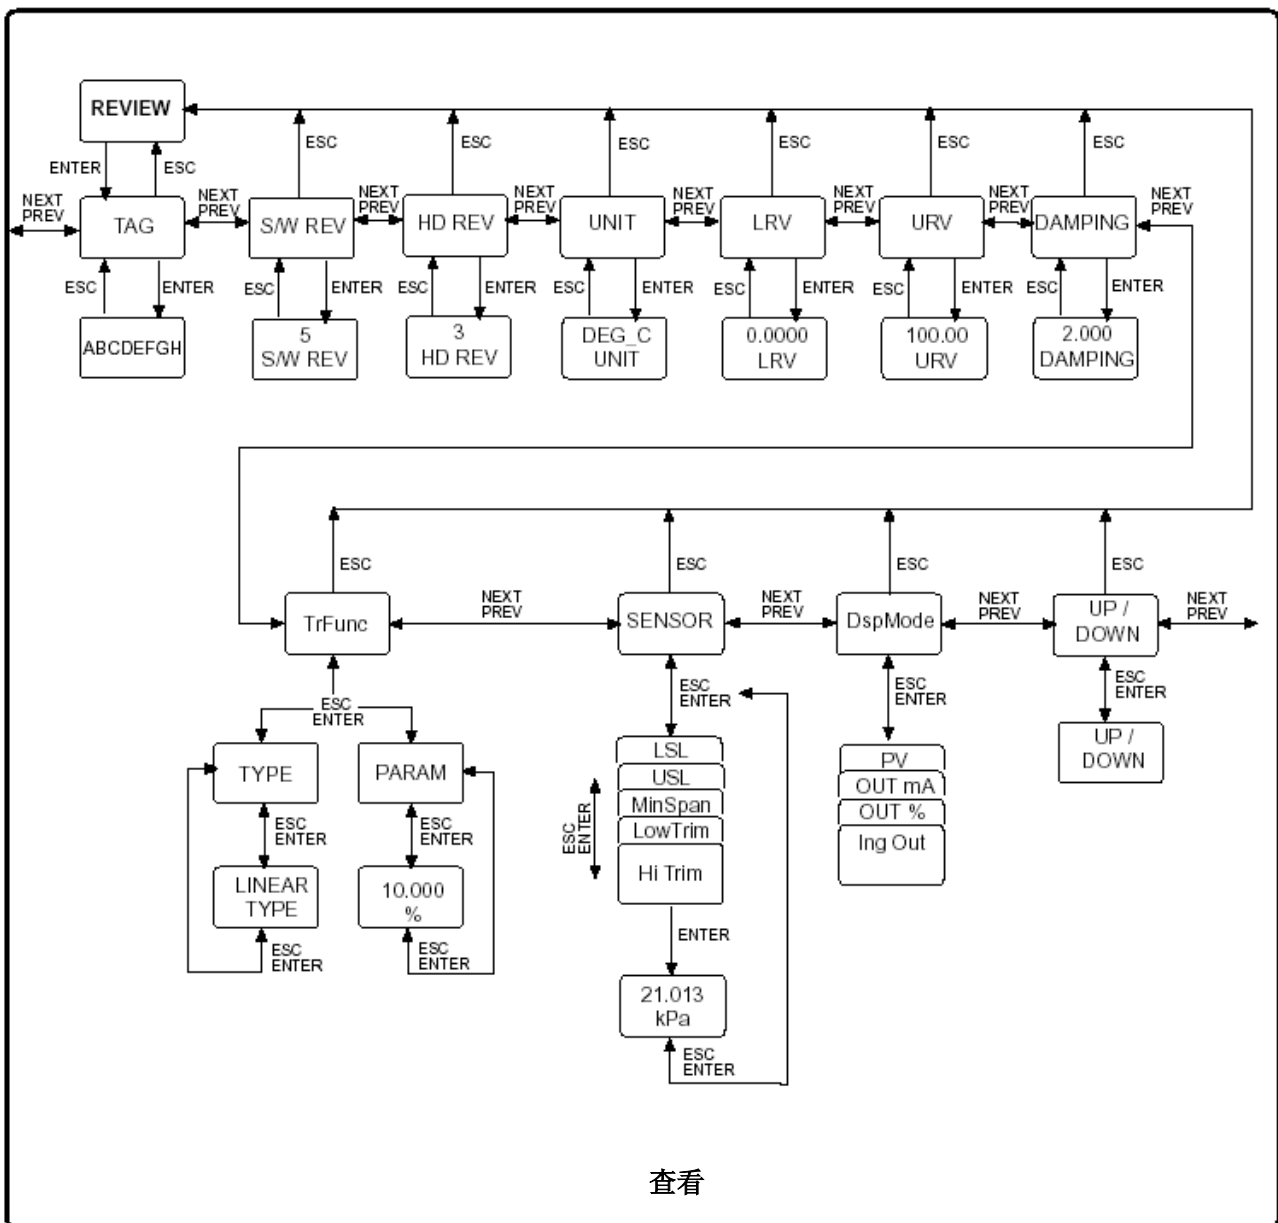 REVIEW
ESC
ESC
ESC
ESC
ESC
ESC
ENTER
ESC
NEXT
PREV
TAG
NEXT
PREV
S/W REV
NEXT
PREV
HD REV
NEXT
PREV
UNIT
NEXT
PREV
LRV
NEXT
PREV
URV
NEXT
PREV
DAMPING
NEXT
PREV
ESC
ENTER
ESC
ENTER
ESC
ENTER
ESC
ENTER
ESC
ENTER
ESC
ENTER
ESC
ENTER
ABCDEFGH
5
S/W REV
3
HD REV
DEG_C
UNIT
0.0000
LRV
100.00
URV
2.000
DAMPING
ESC
ESC
ESC
ESC
TrFunc
NEXT
PREV
SENSOR
NEXT
PREV
DspMode
NEXT
PREV
UP /
DOWN
NEXT
PREV
ESC
ENTER
ESC
ENTER
ESC
ENTER
ESC
ENTER
TYPE
PARAM
LSL
USL
MinSpan
LowTrim
Hi Trim
ESC
ENTER
PV
OUT mA
OUT %
Ing Out
UP /
DOWN
ESC
ENTER
ESC
ENTER
LINEAR
TYPE
10.000
%
ESC
ENTER
ESC
ENTER
ENTER
21.013
kPa
ESC
ENTER
查看